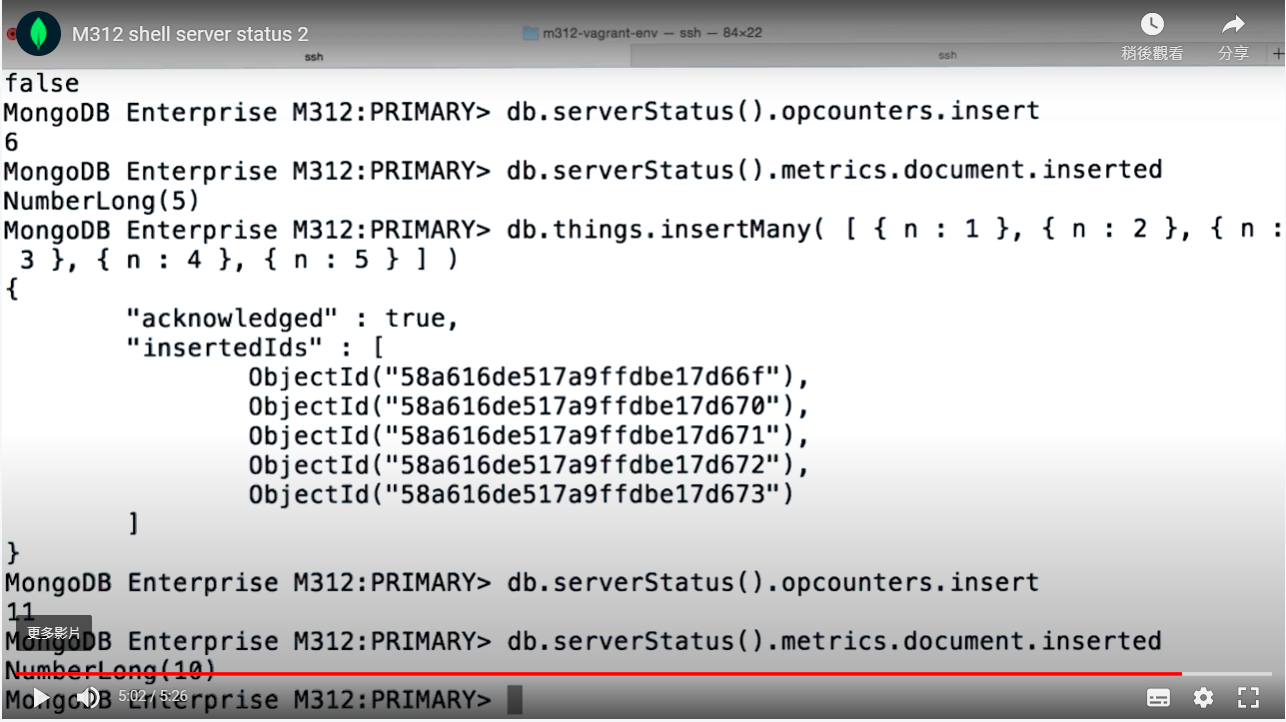 M312 shell server status 2
m312-vagrant-env — ssh — 84×22
稍後觀看
分享
ssh
ssh
+
false
MongoDB Enterprise M312:PRIMARY> db.serverStatus().opcounters.insert
6
MongoDB Enterprise M312:PRIMARY> db.serverStatus().metrics.document.inserted
NumberLong(5)
MongoDB Enterprise M312:PRIMARY> db.things.insertMany( [ { n : 1 }, { n : 2 }, { n :
3 }, { n : 4 }, { n : 5 } ] )
{
"acknowledged" : true,
"insertedIds" : [
ObjectId("58a616de517a9ffdbe17d66f"),
ObjectId("58a616de517a9ffdbe17d670"),
ObjectId("58a616de517a9ffdbe17d671"),
ObjectId("58a616de517a9ffdbe17d672"),
ObjectId("58a616de517a9ffdbe17d673")
]
}
MongoDB Enterprise M312:PRIMARY> db.serverStatus().opcounters.insert
11
更多影片
MongoDB Enterprise M312:PRIMARY> db.serverStatus().metrics.document.inserted
NumberLong(10)
MongoDB Enterprise M312:PRIMARY>
5:02 / 5:26